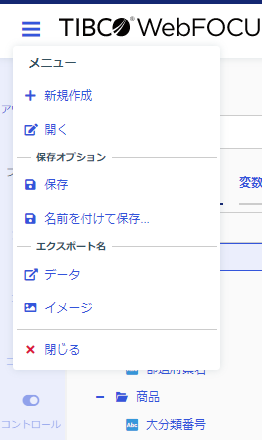 TIBCO® WebFOCU
メニュー
新規作成
開く
保存オプション
保存
名前を付けて保存...
変数
エクスポート名
データ
イメージ
閉じる
商品
Abc
大分類番号
コントロール